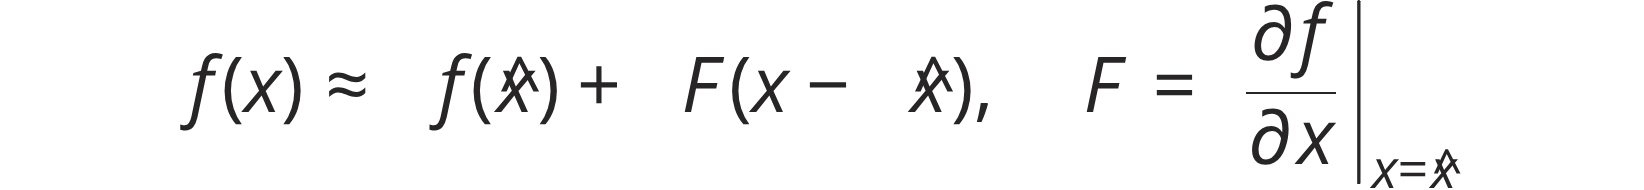 f(x) ≈ f(x̂) + F(x − x̂), F = ∂f/∂x |x=x̂